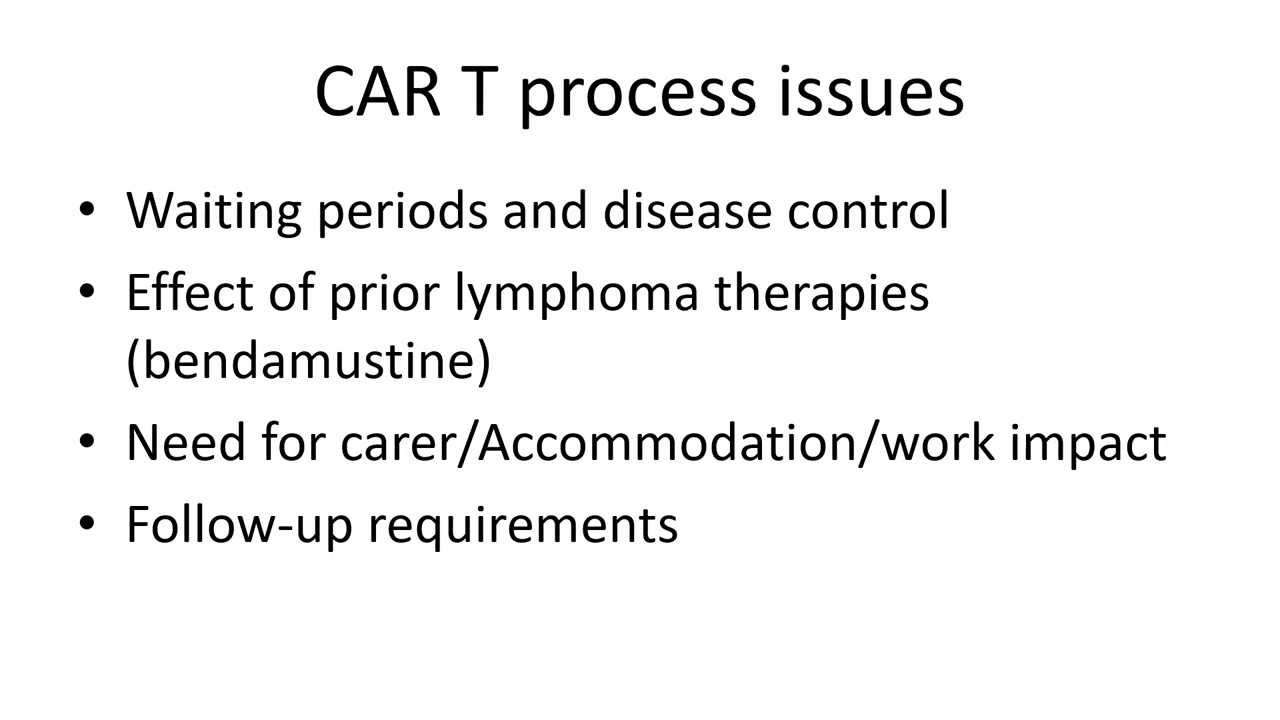 CAR T process issues
• Waiting periods and disease control
• Effect of prior lymphoma therapies
(bendamustine)
• Need for carer/Accommodation/work impact
• Follow-up requirements